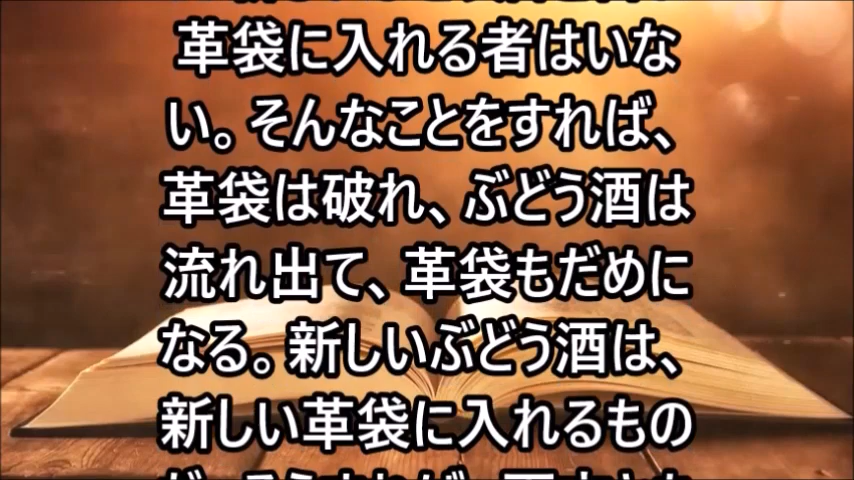 革袋に入れる者はいな
い。そんなことをすれば、
革袋は破れ、ぶどう酒は
流れ出て、革袋もだめに
なる。新しいぶどう酒は、
新しい革袋に入れるもの